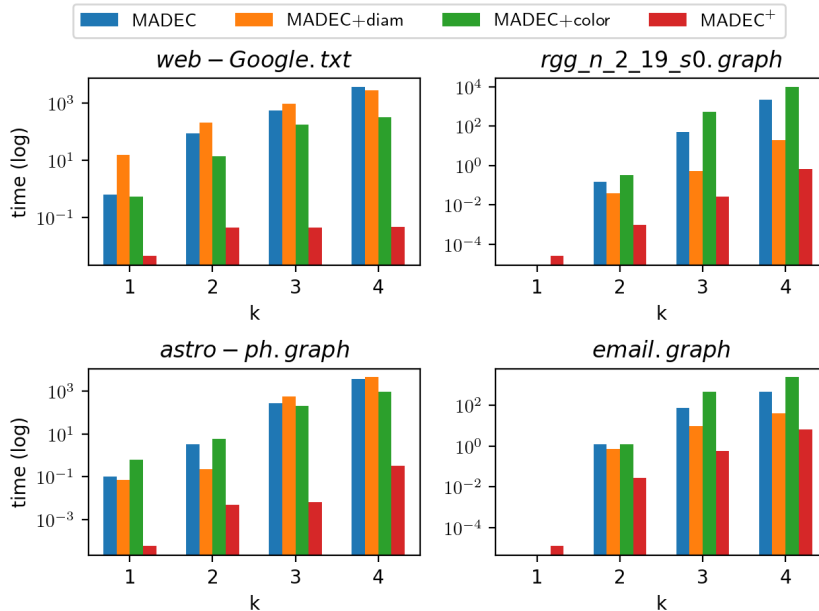 MADEC MADEC+diam MADEC+color MADEC+
web−Google.txt rgg_n_2_19_s0.graph
time (log) 10^3 10^1 10^−1
10^4 10^2 10^0 10^−2 10^−4
1 2 3 4 1 2 3 4
k k
astro−ph.graph email.graph
time (log) 10^3 10^1 10^−1 10^−3
10^2 10^0 10^−2 10^−4
1 2 3 4 1 2 3 4
k k